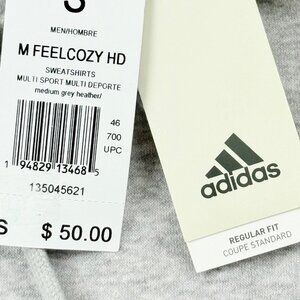 S
MEN/HOMBRE
M FEELCOZY HD
SWEATSHIRTS
MULTI SPORT MULTI DEPORTE
medium grey heather/
46
700
UPC
1 94829 13468 5
135045621
S $ 50.00
adidas
REGULAR FIT
COUPE STANDARD